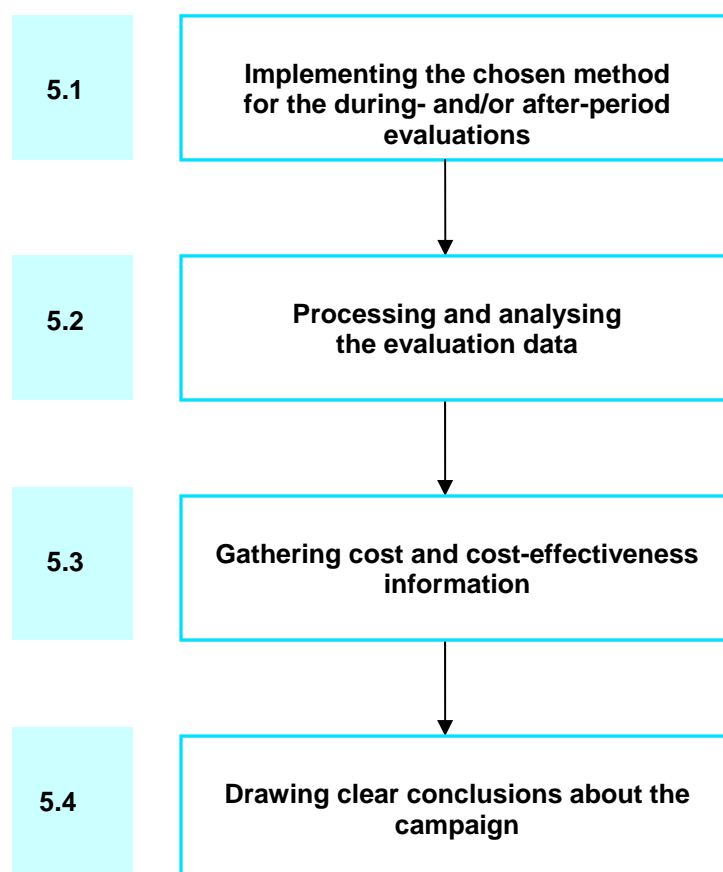 5.1
Implementing the chosen method
for the during- and/or after-period
evaluations
5.2
Processing and analysing
the evaluation data
5.3
Gathering cost and cost-effectiveness
information
5.4
Drawing clear conclusions about the
campaign